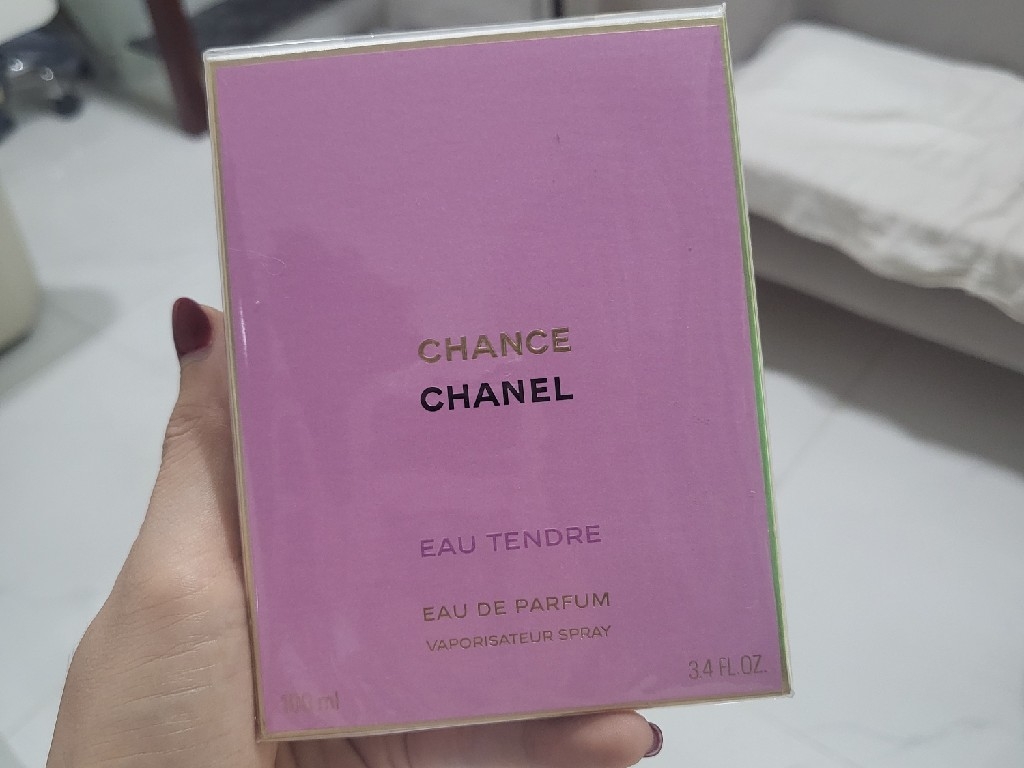 CHANCE
CHANEL
EAU TENDRE
EAU DE PARFUM
VAPORISATEUR SPRAY
100 ml
3.4 FL.OZ.